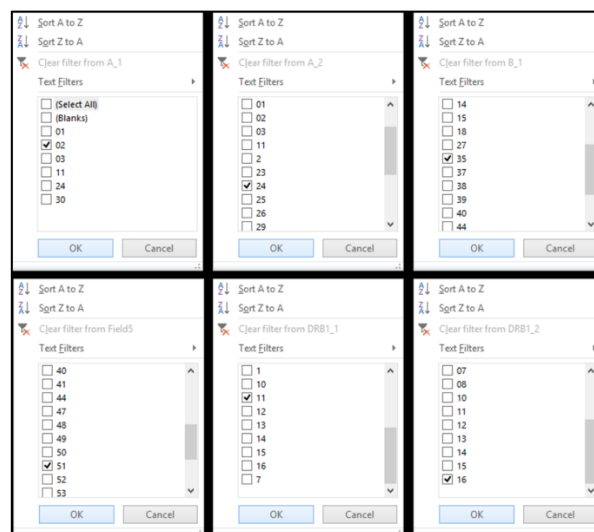 Sort A to Z
Sort Z to A
Clear filter from A_1
Text Filters
(Select All)
(Blanks)
01
02
03
11
24
30
OK Cancel
Sort A to Z
Sort Z to A
Clear filter from A_2
Text Filters
01
02
03
11
2
23
24
25
26
29
OK Cancel
Sort A to Z
Sort Z to A
Clear filter from B_1
Text Filters
14
15
18
27
35
37
38
39
40
44
OK Cancel
Sort A to Z
Sort Z to A
Clear filter from Field5
Text Filters
40
41
44
47
48
49
50
51
52
53
OK Cancel
Sort A to Z
Sort Z to A
Clear filter from DRB1_1
Text Filters
1
10
11
12
13
14
15
16
7
OK Cancel
Sort A to Z
Sort Z to A
Clear filter from DRB1_2
Text Filters
07
08
10
11
12
13
14
15
16
OK Cancel